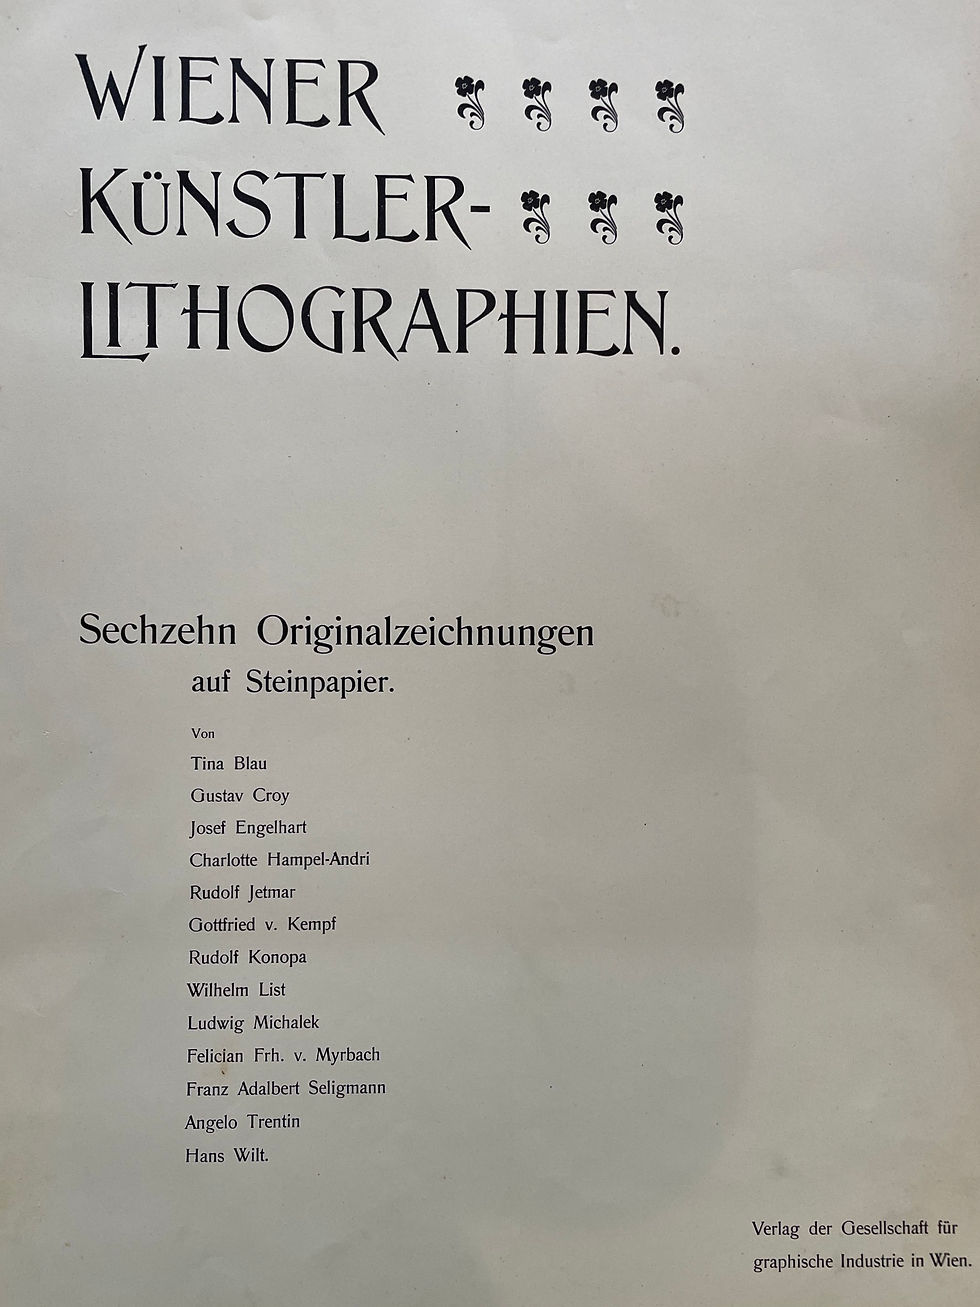 WIENER
KÜNSTLER-
LITHOGRAPHIEN.
Sechzehn Originalzeichnungen
auf Steinpapier.
Von
Tina Blau
Gustav Croy
Josef Engelhart
Charlotte Hampel-Andri
Rudolf Jetmar
Gottfried v. Kempf
Rudolf Konopa
Wilhelm List
Ludwig Michalek
Felician Frh. v. Myrbach
Franz Adalbert Seligmann
Angelo Trentin
Hans Wilt.
Verlag der Gesellschaft für
graphische Industrie in Wien.